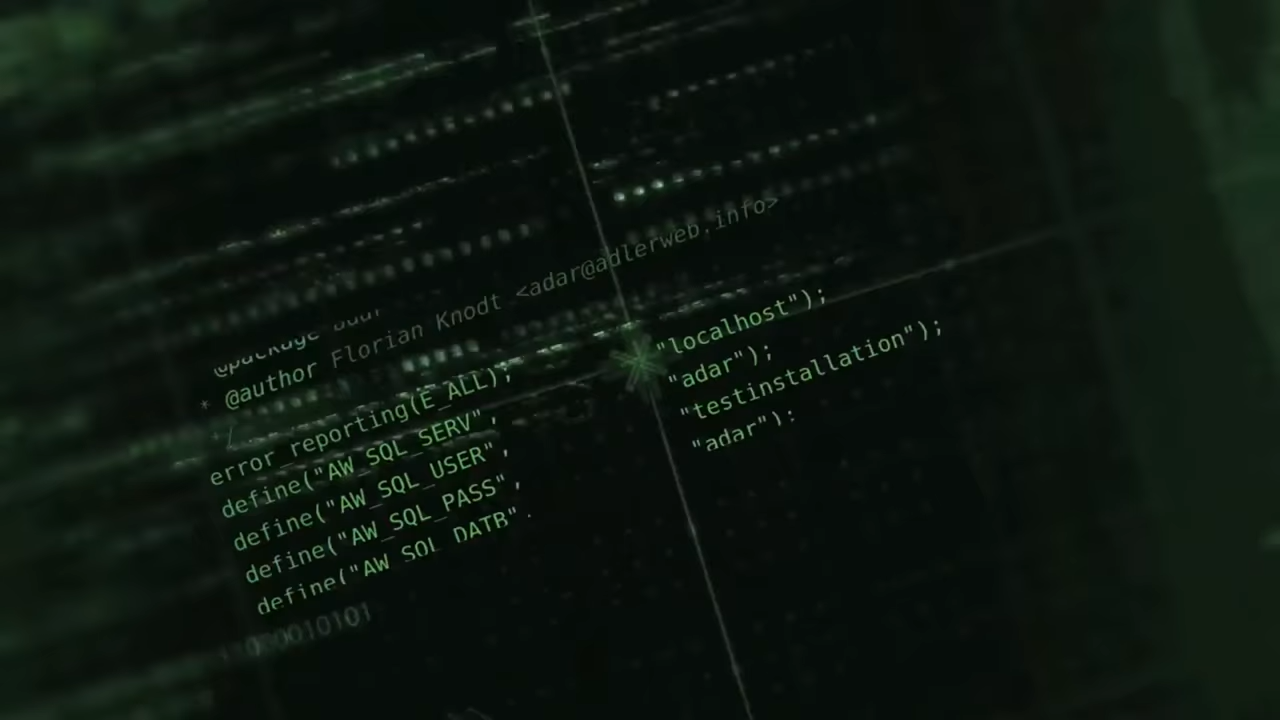 @package
* @author Florian Knodt <adar@adlerweb.info>
*/
error_reporting(E_ALL);
define("AW_SQL_SERV", "localhost");
define("AW_SQL_USER", "adar");
define("AW_SQL_PASS", "testinstallation");
define("AW_SQL_DATB", "adar");
000010101